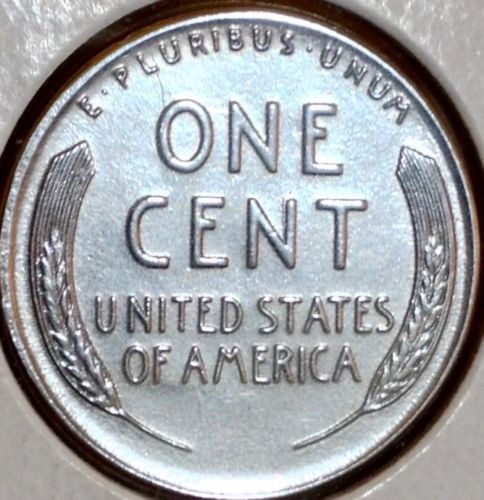 E·PLURIBUS·UNUM
ONE
CENT
UNITED STATES
OF AMERICA